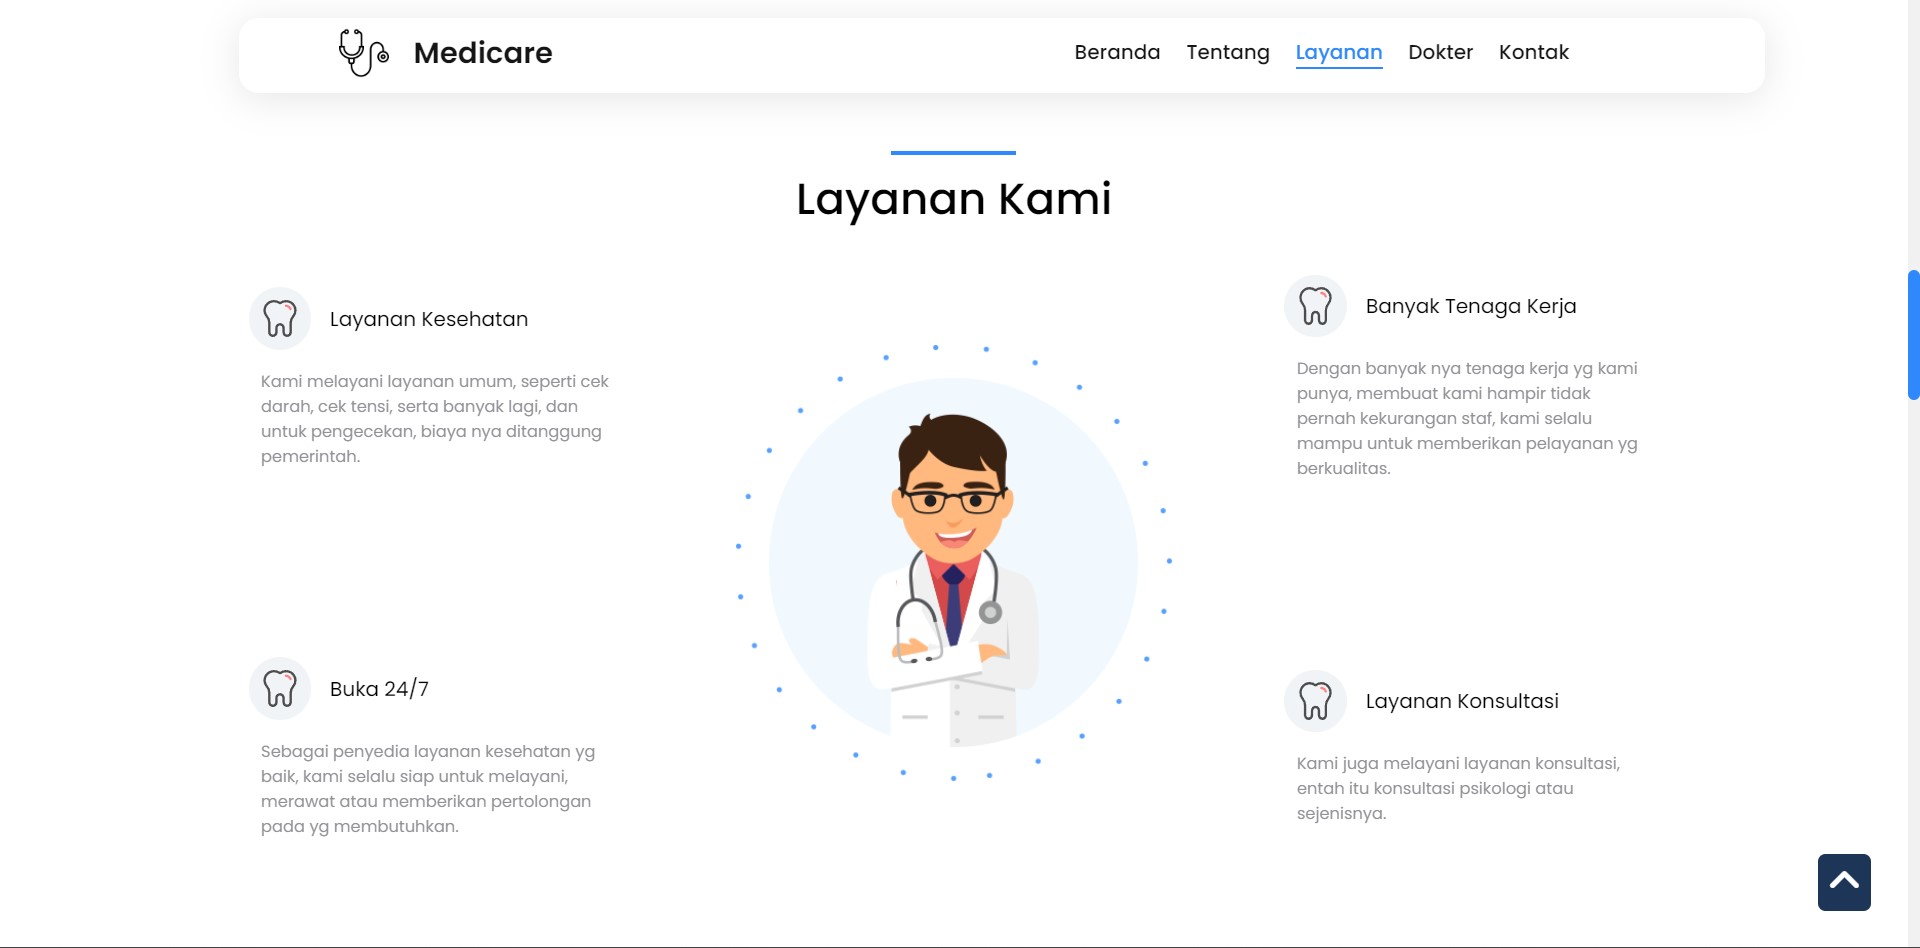 Medicare
Beranda Tentang Layanan Dokter Kontak
Layanan Kami
Layanan Kesehatan
Kami melayani layanan umum, seperti cek
darah, cek tensi, serta banyak lagi, dan
untuk pengecekan, biaya nya ditanggung
pemerintah.
Buka 24/7
Sebagai penyedia layanan kesehatan yg
baik, kami selalu siap untuk melayani,
merawat atau memberikan pertolongan
pada yg membutuhkan.
Banyak Tenaga Kerja
Dengan banyak nya tenaga kerja yg kami
punya, membuat kami hampir tidak
pernah kekurangan staf, kami selalu
mampu untuk memberikan pelayanan yg
berkualitas.
Layanan Konsultasi
Kami juga melayani layanan konsultasi,
entah itu konsultasi psikologi atau
sejenisnya.